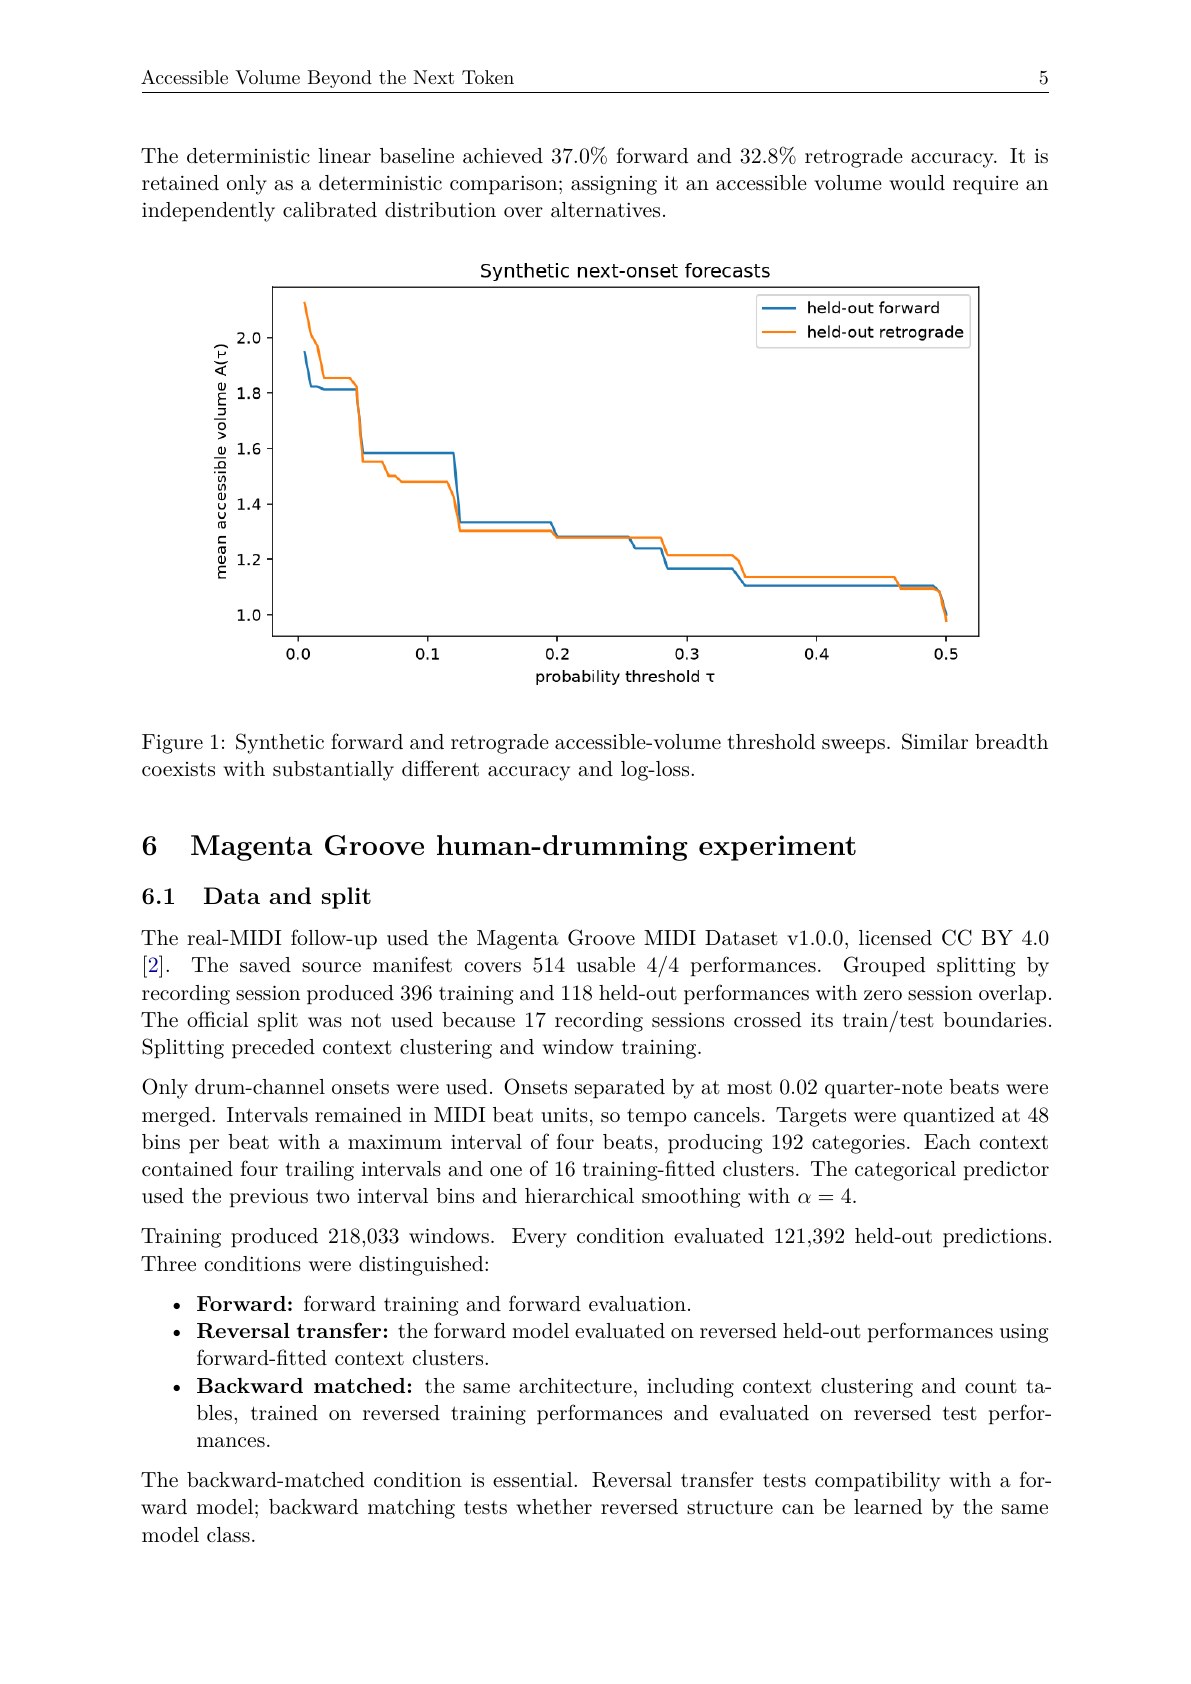 Accessible Volume Beyond the Next Token 5
The deterministic linear baseline achieved 37.0% forward and 32.8% retrograde accuracy. It is
retained only as a deterministic comparison; assigning it an accessible volume would require an
independently calibrated distribution over alternatives.
Synthetic next-onset forecasts
held-out forward
held-out retrograde
mean accessible volume A(τ)
2.0
1.8
1.6
1.4
1.2
1.0
0.0 0.1 0.2 0.3 0.4 0.5
probability threshold τ
Figure 1: Synthetic forward and retrograde accessible-volume threshold sweeps. Similar breadth
coexists with substantially different accuracy and log-loss.
6 Magenta Groove human-drumming experiment
6.1 Data and split
The real-MIDI follow-up used the Magenta Groove MIDI Dataset v1.0.0, licensed CC BY 4.0
[2]. The saved source manifest covers 514 usable 4/4 performances. Grouped splitting by
recording session produced 396 training and 118 held-out performances with zero session overlap.
The official split was not used because 17 recording sessions crossed its train/test boundaries.
Splitting preceded context clustering and window training.
Only drum-channel onsets were used. Onsets separated by at most 0.02 quarter-note beats were
merged. Intervals remained in MIDI beat units, so tempo cancels. Targets were quantized at 48
bins per beat with a maximum interval of four beats, producing 192 categories. Each context
contained four trailing intervals and one of 16 training-fitted clusters. The categorical predictor
used the previous two interval bins and hierarchical smoothing with α = 4.
Training produced 218,033 windows. Every condition evaluated 121,392 held-out predictions.
Three conditions were distinguished:
• Forward: forward training and forward evaluation.
• Reversal transfer: the forward model evaluated on reversed held-out performances using
forward-fitted context clusters.
• Backward matched: the same architecture, including context clustering and count ta-
bles, trained on reversed training performances and evaluated on reversed test perfor-
mances.
The backward-matched condition is essential. Reversal transfer tests compatibility with a for-
ward model; backward matching tests whether reversed structure can be learned by the same
model class.